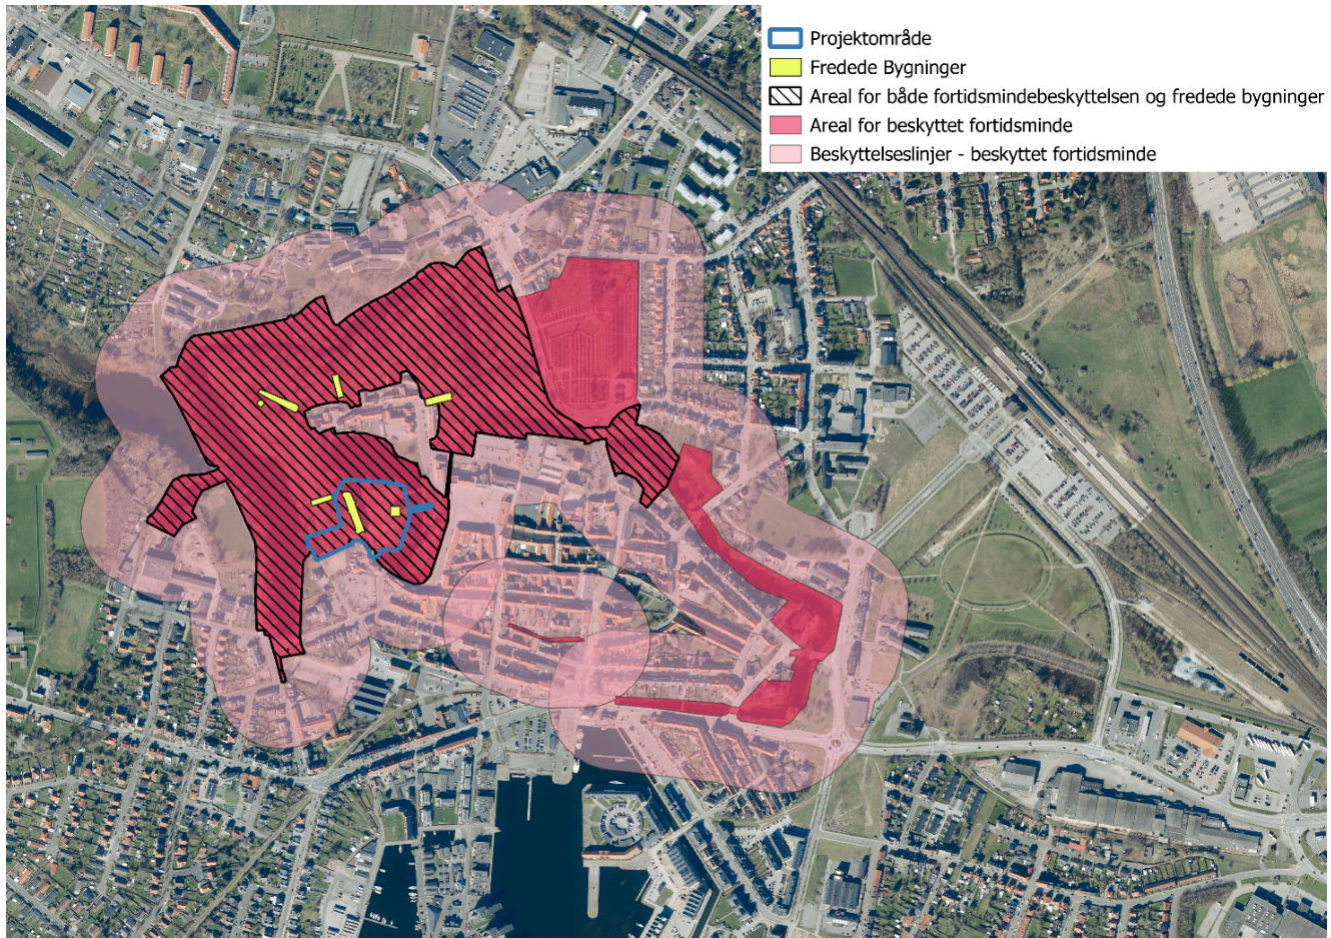 Projektområde
Fredede Bygninger
Areal for både fortidsmindebeskyttelsen og fredede bygninger
Areal for beskyttet fortidsminde
Beskyttelseslinjer - beskyttet fortidsminde